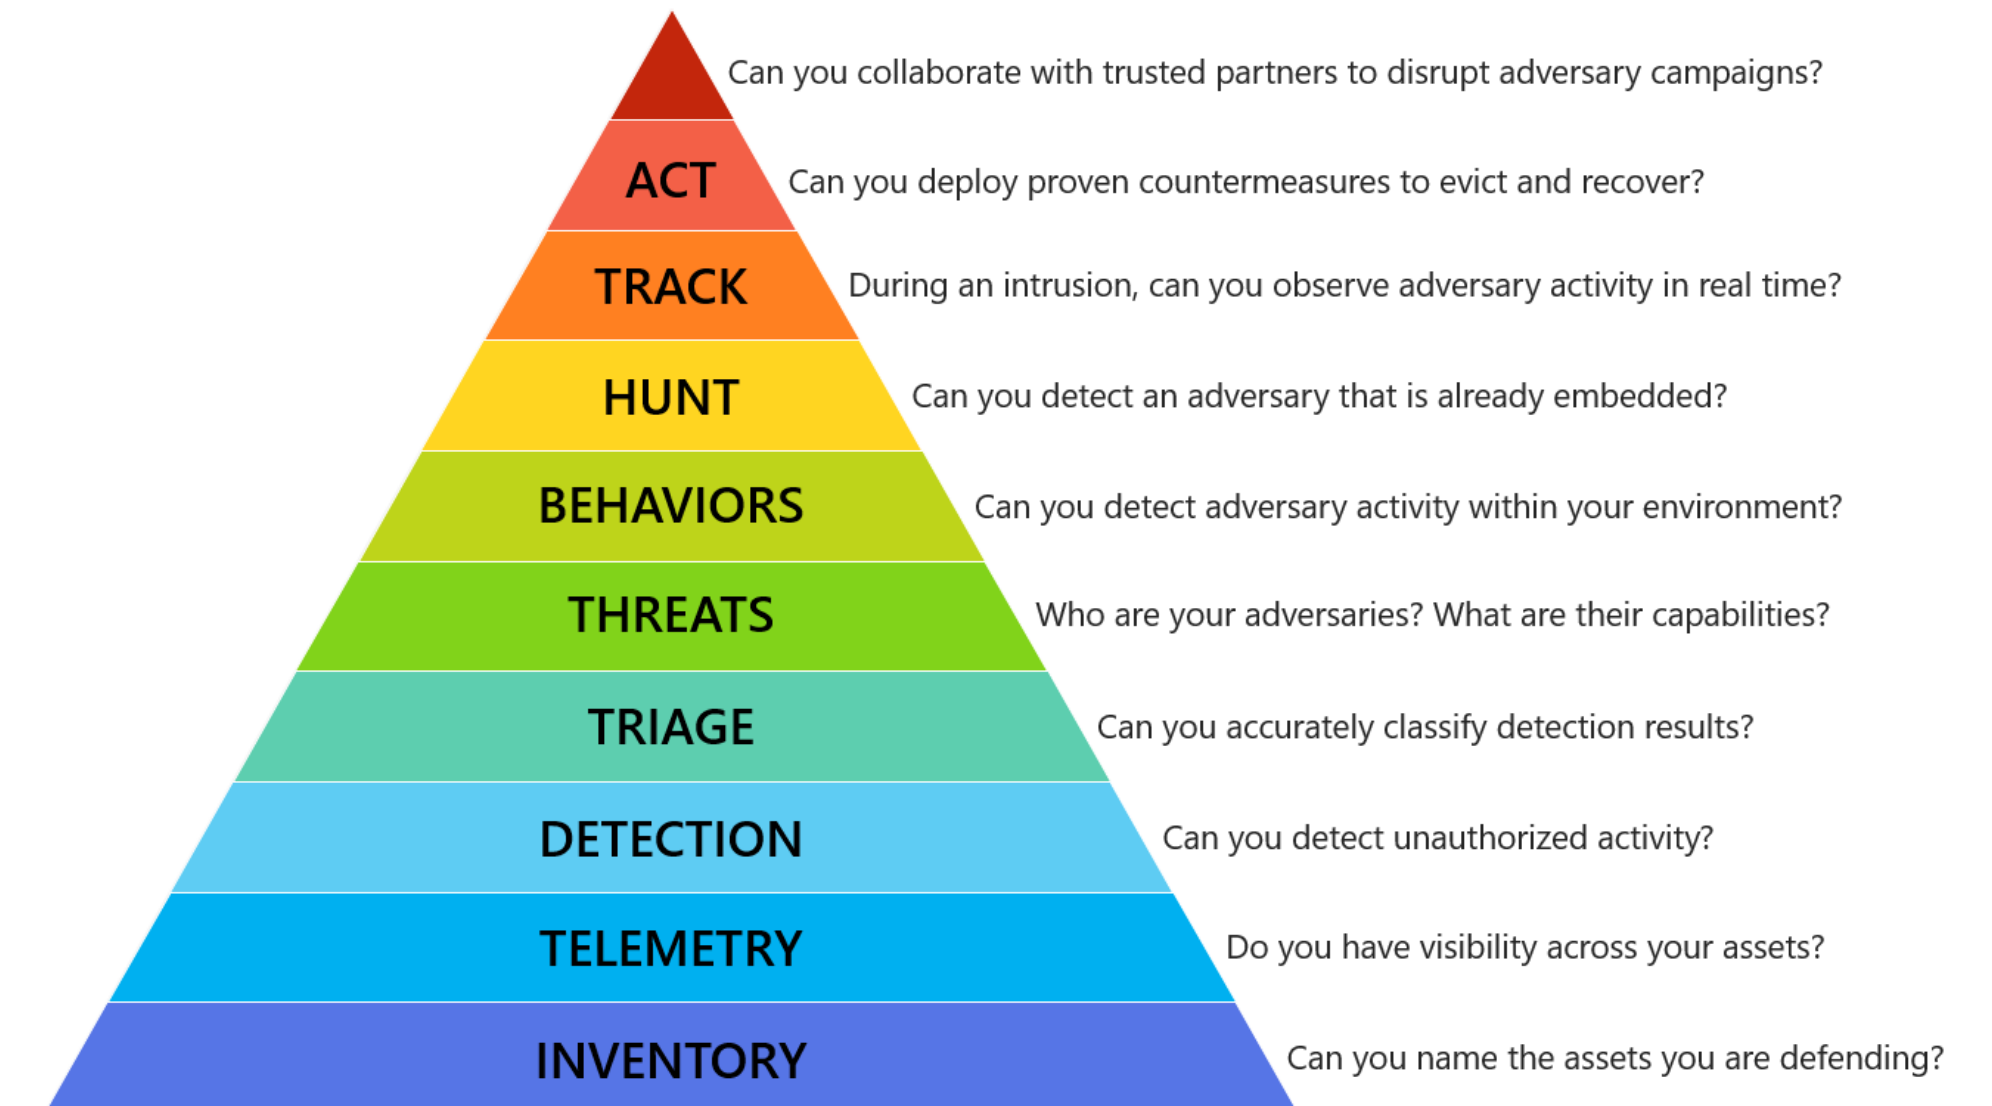 Can you collaborate with trusted partners to disrupt adversary campaigns?
ACT Can you deploy proven countermeasures to evict and recover?
TRACK During an intrusion, can you observe adversary activity in real time?
HUNT Can you detect an adversary that is already embedded?
BEHAVIORS Can you detect adversary activity within your environment?
THREATS Who are your adversaries? What are their capabilities?
TRIAGE Can you accurately classify detection results?
DETECTION Can you detect unauthorized activity?
TELEMETRY Do you have visibility across your assets?
INVENTORY Can you name the assets you are defending?